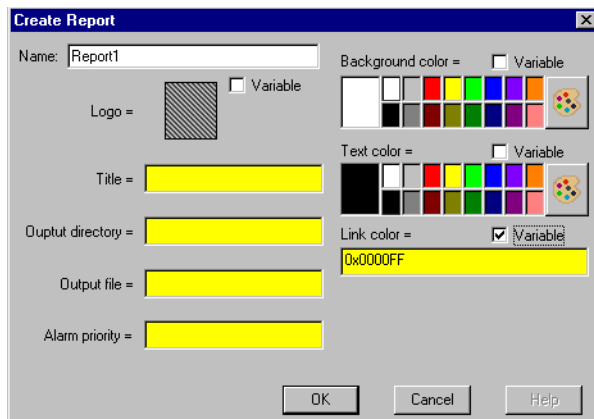 Create Report
Name: Report1
Variable
Logo =
Title =
Ouptut directory =
Output file =
Alarm priority =
Background color = Variable
Text color = Variable
Link color = Variable
0x0000FF
OK Cancel Help